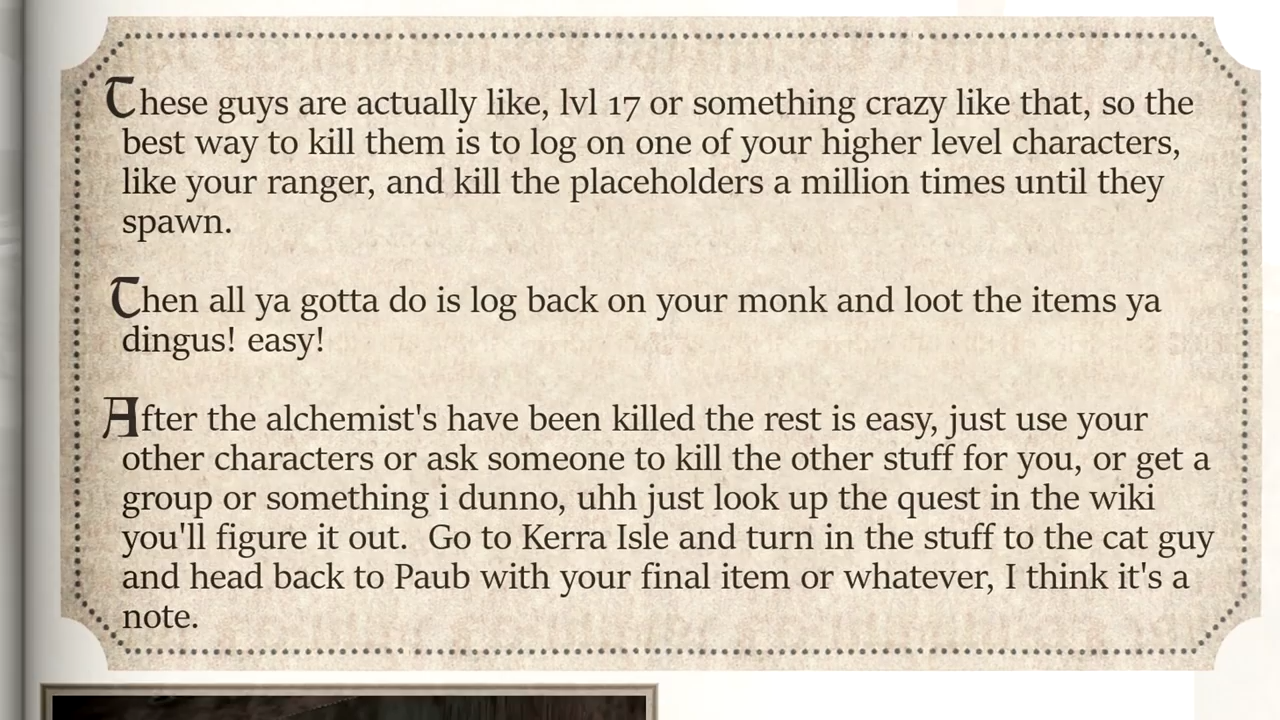 These guys are actually like, lvl 17 or something crazy like that, so the
best way to kill them is to log on one of your higher level characters,
like your ranger, and kill the placeholders a million times until they
spawn.
Then all ya gotta do is log back on your monk and loot the items ya
dingus! easy!
After the alchemist's have been killed the rest is easy, just use your
other characters or ask someone to kill the other stuff for you, or get a
group or something i dunno, uhh just look up the quest in the wiki
you'll figure it out.  Go to Kerra Isle and turn in the stuff to the cat guy
and head back to Paub with your final item or whatever, I think it's a
note.